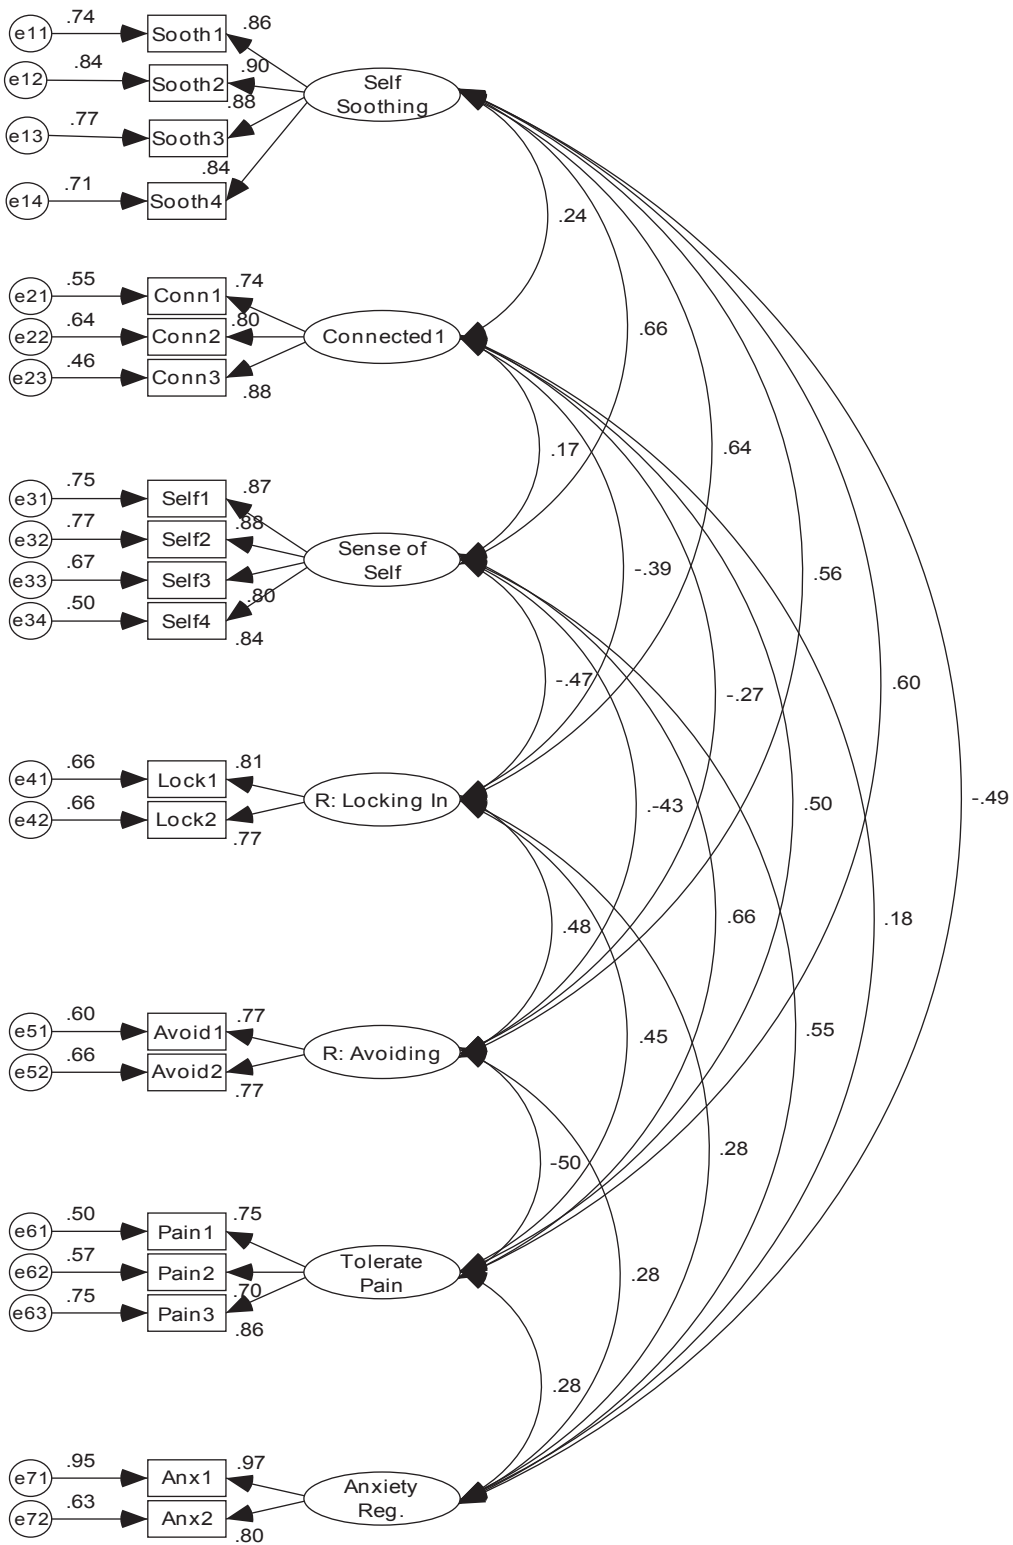 .74
e11
Sooth1
.86
.84
e12
Sooth2
.90
Self
Soothing
.88
.77
e13
Sooth3
.84
.71
e14
Sooth4
.24
.55
e21
Conn1
.74
.64
e22
Conn2
.80
Connected1
.66
.46
e23
Conn3
.88
.17
.64
.75
e31
Self1
.87
.77
e32
Self2
.88
Sense of
Self
.67
e33
Self3
-.39
.56
.50
e34
Self4
.80
.84
-.47
-.27
.60
.66
e41
Lock1
.81
.66
e42
Lock2
.77
R: Locking In
.-43
.50
-.49
.48
.66
.18
.60
e51
Avoid1
.77
.66
e52
Avoid2
.77
R: Avoiding
.45
.55
-50
.28
.50
e61
Pain1
.75
.57
e62
Pain2
.70
Tolerate
Pain
.28
.75
e63
Pain3
.86
.28
.95
e71
Anx1
.97
.63
e72
Anx2
.80
Anxiety
Reg.